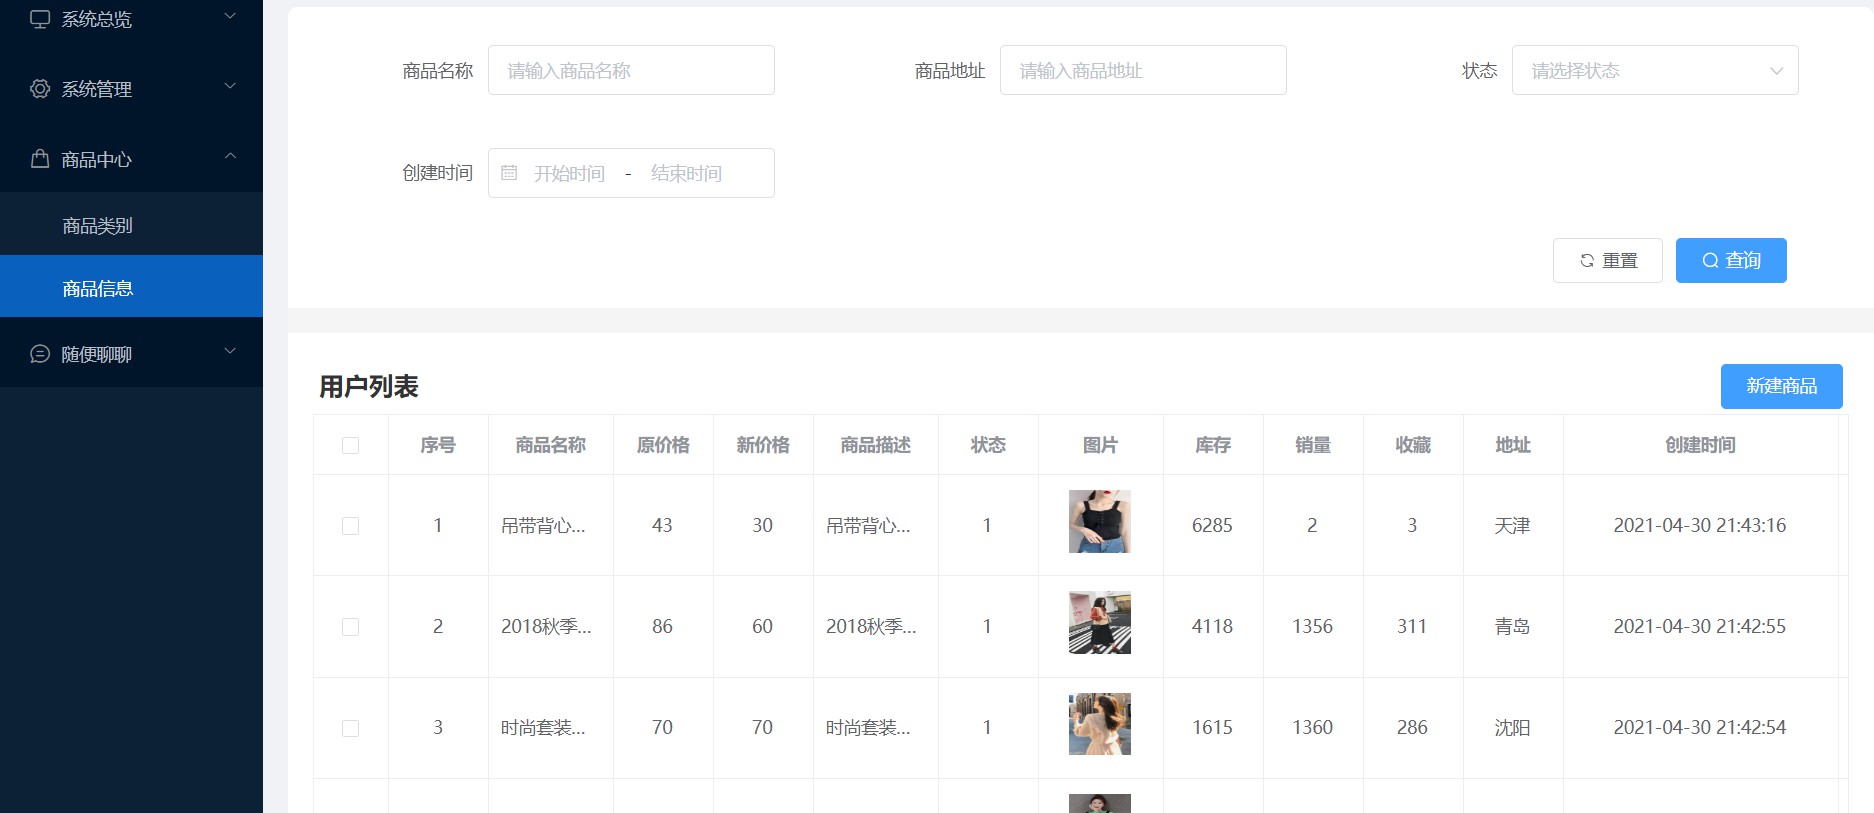 系统总览
系统管理
商品中心
商品类别
商品信息
随便聊聊
商品名称 请输入商品名称 商品地址 请输入商品地址 状态 请选择状态
创建时间 开始时间 - 结束时间
重置 查询
用户列表 新建商品
序号 商品名称 原价格 新价格 商品描述 状态 图片 库存 销量 收藏 地址 创建时间
1 吊带背心... 43 30 吊带背心... 1 6285 2 3 天津 2021-04-30 21:43:16
2 2018秋季... 86 60 2018秋季... 1 4118 1356 311 青岛 2021-04-30 21:42:55
3 时尚套装... 70 70 时尚套装... 1 1615 1360 286 沈阳 2021-04-30 21:42:54